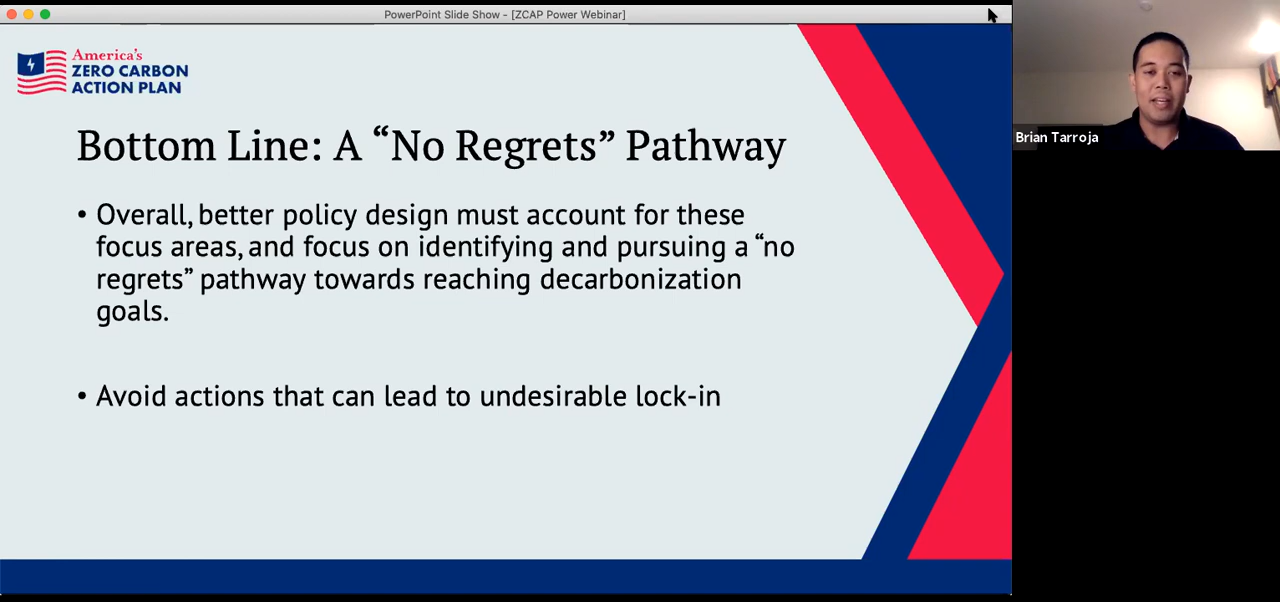 PowerPoint Slide Show - [ZCAP Power Webinar]
America's
ZERO CARBON
ACTION PLAN
Bottom Line: A “No Regrets” Pathway
• Overall, better policy design must account for these
focus areas, and focus on identifying and pursuing a “no
regrets” pathway towards reaching decarbonization
goals.
• Avoid actions that can lead to undesirable lock-in
Brian Tarroja